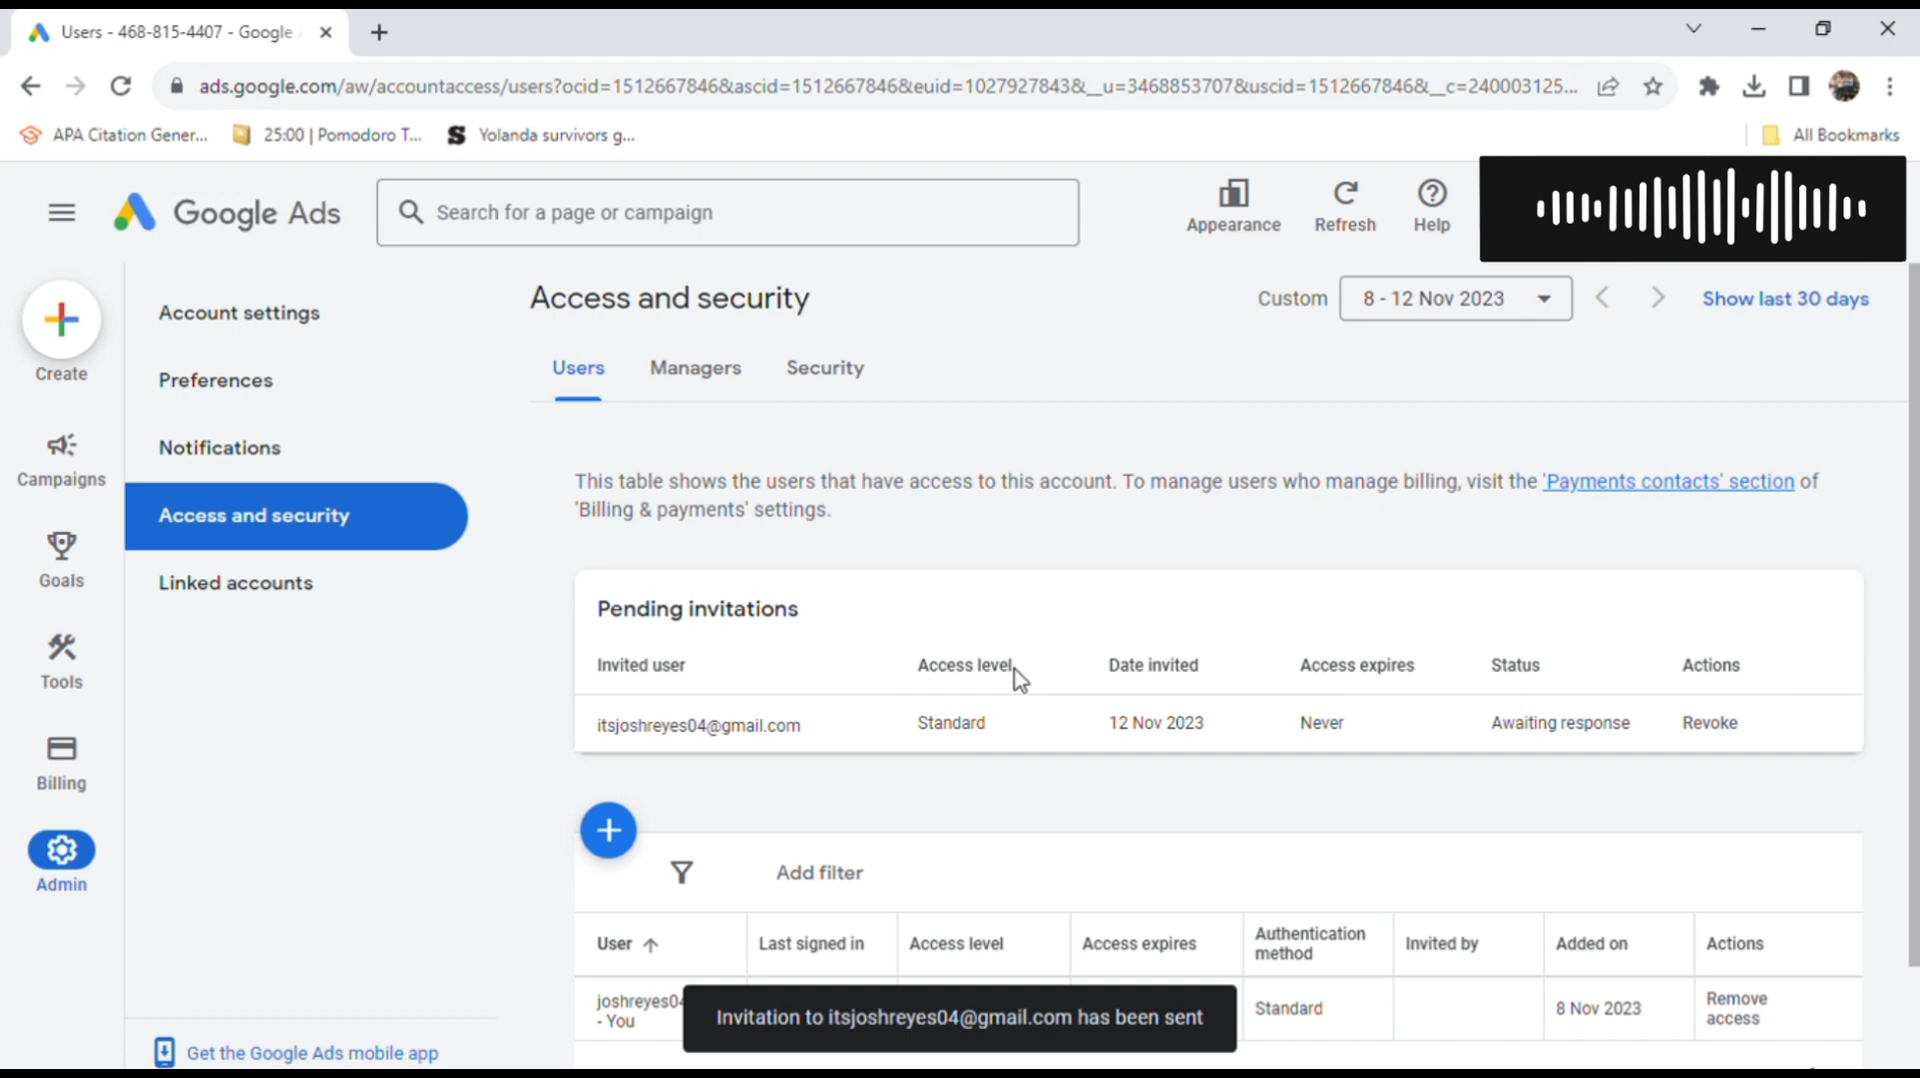 Users - 468-815-4407 - Google
ads.google.com/aw/accountaccess/users?ocid=1512667846&ascid=1512667846&euid=1027927843&__u=3468853707&uscid=1512667846&__c=240003125...
APA Citation Gener... 25:00 | Pomodoro T... Yolanda survivors g... All Bookmarks
Google Ads
Search for a page or campaign
Appearance
Refresh
Help
Create
Campaigns
Goals
Tools
Billing
Admin
Account settings
Preferences
Notifications
Access and security
Linked accounts
Get the Google Ads mobile app
Access and security
Custom 8 - 12 Nov 2023 Show last 30 days
Users Managers Security
This table shows the users that have access to this account. To manage users who manage billing, visit the 'Payments contacts' section of
'Billing & payments' settings.
Pending invitations
Invited user Access level Date invited Access expires Status Actions
itsjoshreyes04@gmail.com Standard 12 Nov 2023 Never Awaiting response Revoke
Add filter
User Last signed in Access level Access expires Authentication method Invited by Added on Actions
joshreyes04
- You
Standard 8 Nov 2023 Remove access
Invitation to itsjoshreyes04@gmail.com has been sent